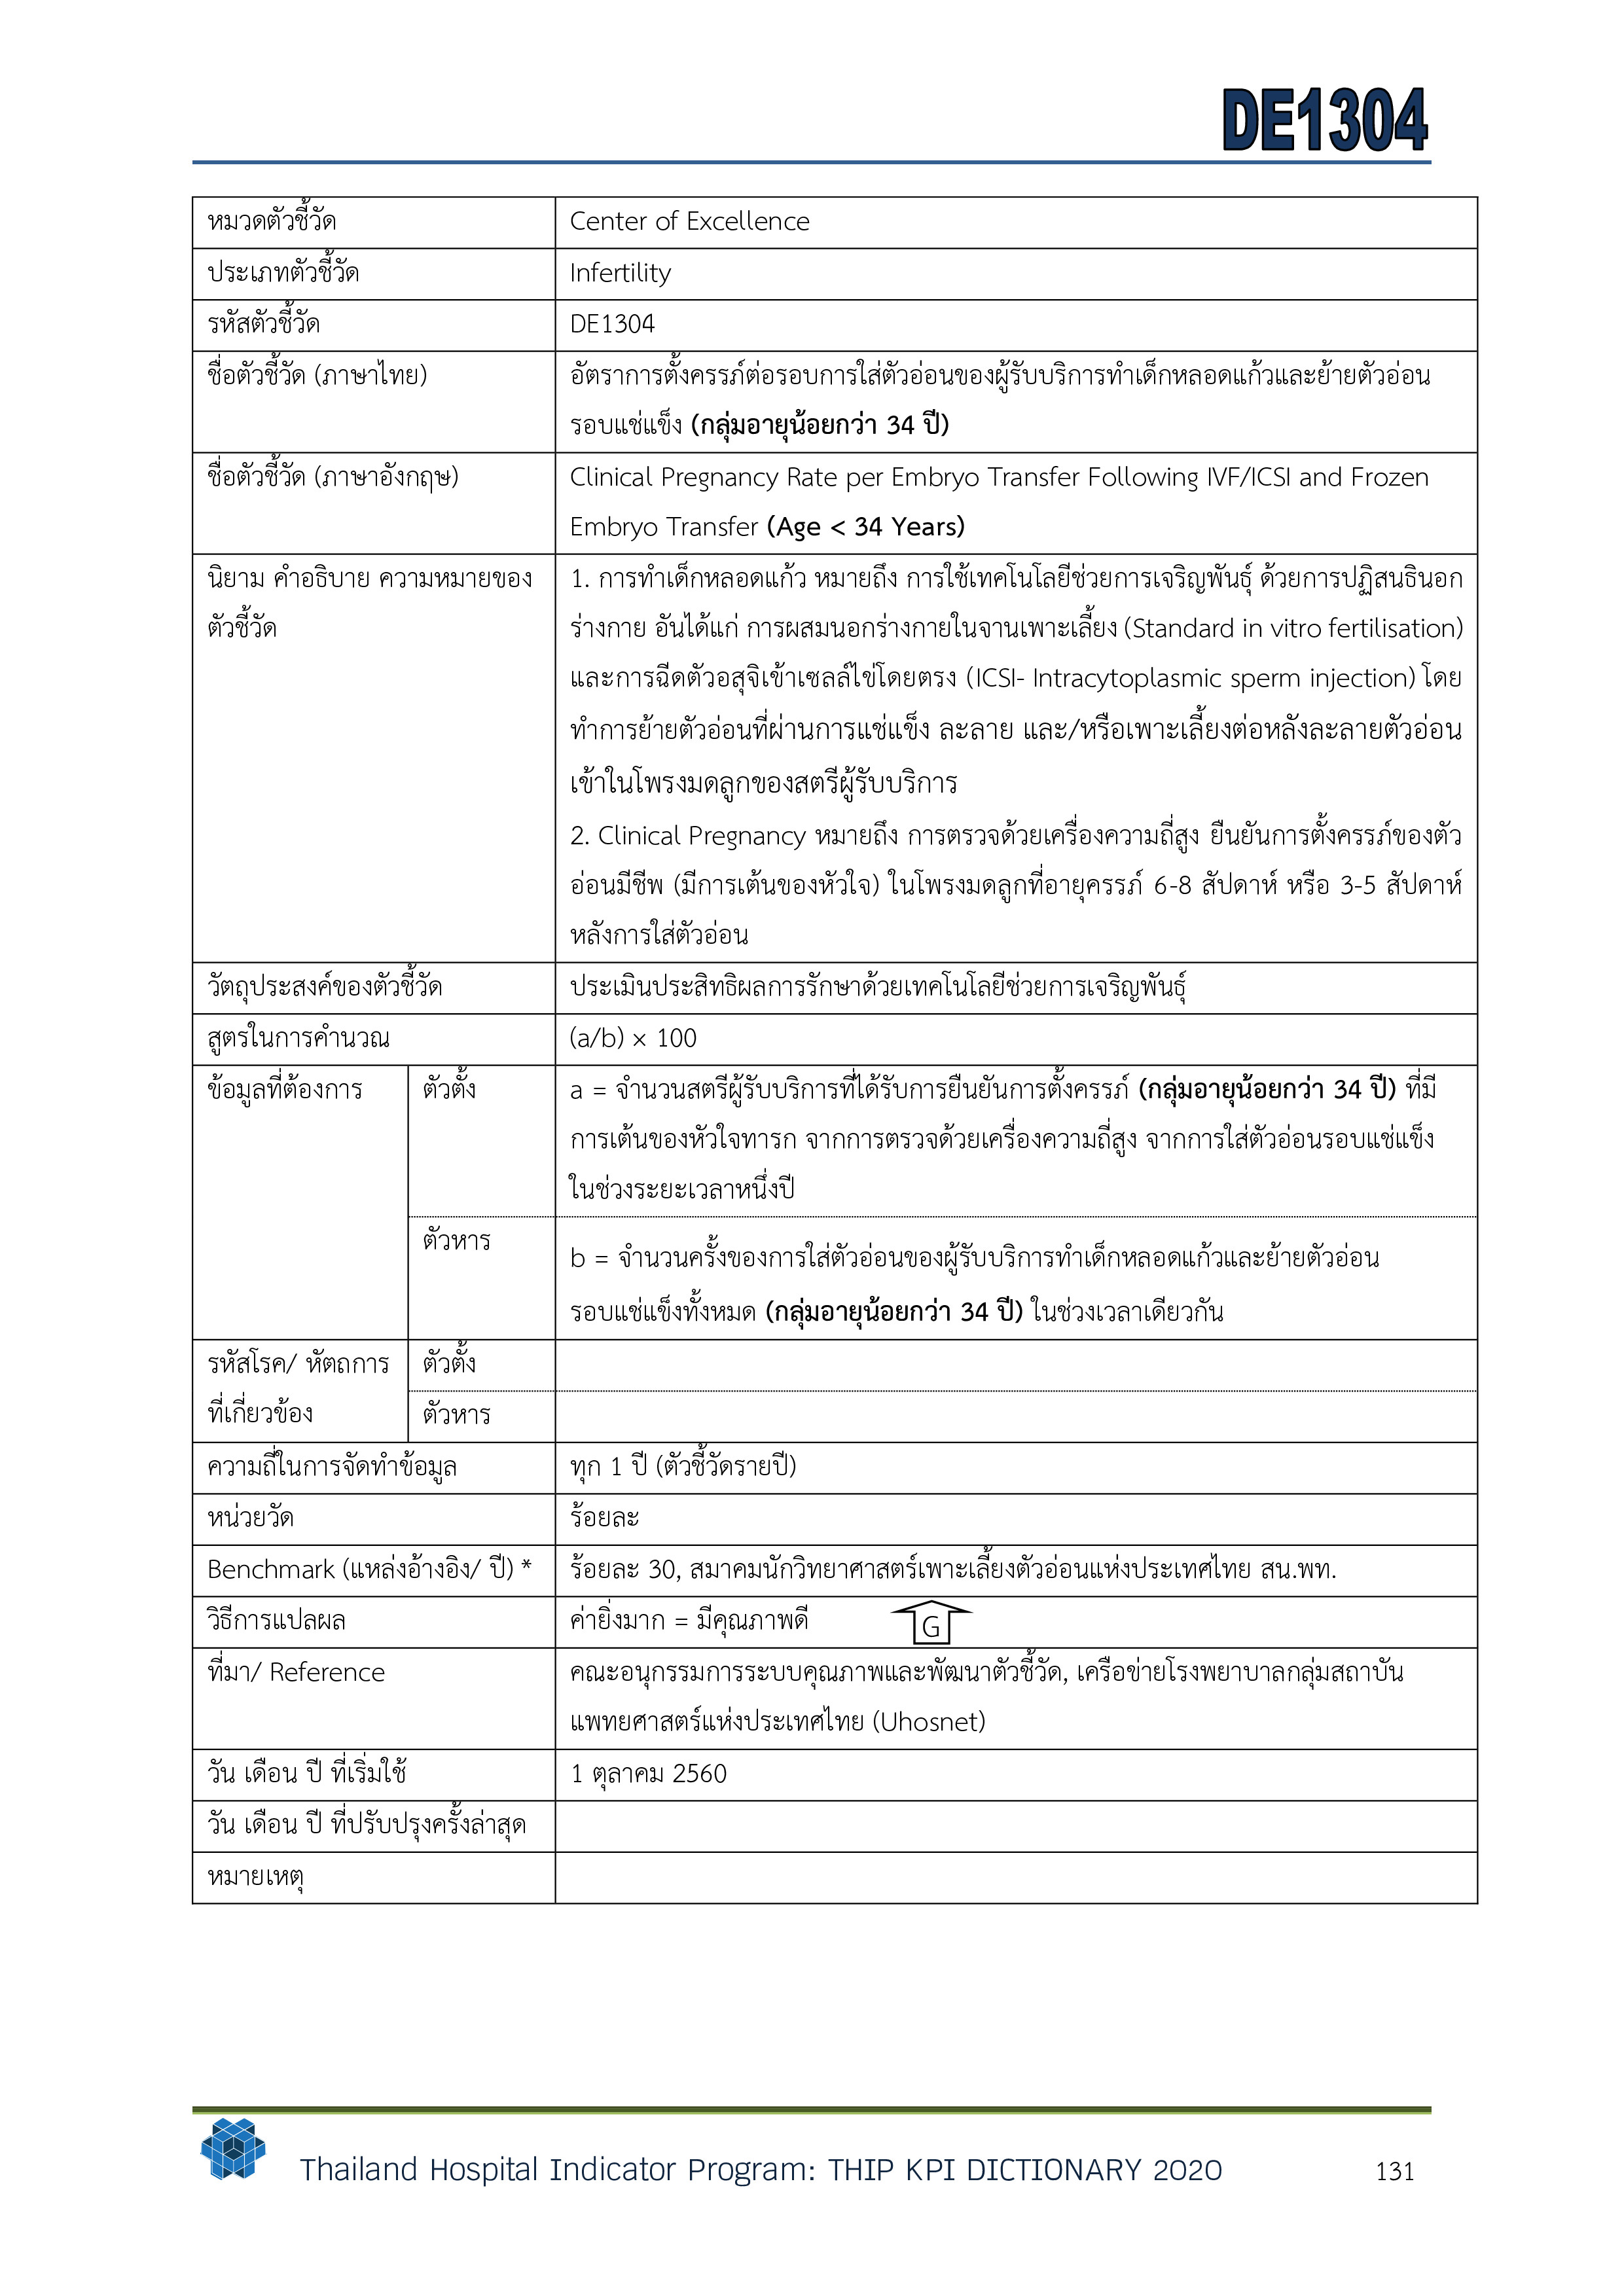 DE1304
หมวดตัวชี้วัด Center of Excellence
ประเภทตัวชี้วัด Infertility
รหัสตัวชี้วัด DE1304
ชื่อตัวชี้วัด (ภาษาไทย) อัตราการตั้งครรภ์ต่อรอบการใส่ตัวอ่อนของผู้รับบริการทำเด็กหลอดแก้วและย้ายตัวอ่อน
รอบแช่แข็ง (กลุ่มอายุน้อยกว่า 34 ปี)
ชื่อตัวชี้วัด (ภาษาอังกฤษ) Clinical Pregnancy Rate per Embryo Transfer Following IVF/ICSI and Frozen
Embryo Transfer (Age < 34 Years)
นิยาม คำอธิบาย ความหมายของ
ตัวชี้วัด
1. การทำเด็กหลอดแก้ว หมายถึง การใช้เทคโนโลยีช่วยการเจริญพันธุ์ ด้วยการปฏิสนธินอก
ร่างกาย อันได้แก่ การผสมนอกร่างกายในจานเพาะเลี้ยง (Standard in vitro fertilisation)
และการฉีดตัวอสุจิเข้าเซลล์ไข่โดยตรง (ICSI- Intracytoplasmic sperm injection) โดย
ทำการย้ายตัวอ่อนที่ผ่านการแช่แข็ง ละลาย และ/หรือเพาะเลี้ยงต่อหลังละลายตัวอ่อน
เข้าในโพรงมดลูกของสตรีผู้รับบริการ
2. Clinical Pregnancy หมายถึง การตรวจด้วยเครื่องความถี่สูง ยืนยันการตั้งครรภ์ของตัว
อ่อนมีชีพ (มีการเต้นของหัวใจ) ในโพรงมดลูกที่อายุครรภ์ 6-8 สัปดาห์ หรือ 3-5 สัปดาห์
หลังการใส่ตัวอ่อน
วัตถุประสงค์ของตัวชี้วัด ประเมินประสิทธิผลการรักษาด้วยเทคโนโลยีช่วยการเจริญพันธุ์
สูตรในการคำนวณ (a/b) × 100
ข้อมูลที่ต้องการ ตัวตั้ง a = จำนวนสตรีผู้รับบริการที่ได้รับการยืนยันการตั้งครรภ์ (กลุ่มอายุน้อยกว่า 34 ปี) ที่มี
การเต้นของหัวใจทารก จากการตรวจด้วยเครื่องความถี่สูง จากการใส่ตัวอ่อนรอบแช่แข็ง
ในช่วงระยะเวลาหนึ่งปี
ตัวหาร b = จำนวนครั้งของการใส่ตัวอ่อนของผู้รับบริการทำเด็กหลอดแก้วและย้ายตัวอ่อน
รอบแช่แข็งทั้งหมด (กลุ่มอายุน้อยกว่า 34 ปี) ในช่วงเวลาเดียวกัน
รหัสโรค/ หัตถการ ตัวตั้ง
ที่เกี่ยวข้อง ตัวหาร
ความถี่ในการจัดทำข้อมูล ทุก 1 ปี (ตัวชี้วัดรายปี)
หน่วยวัด ร้อยละ
Benchmark (แหล่งอ้างอิง/ ปี) * ร้อยละ 30, สมาคมนักวิทยาศาสตร์เพาะเลี้ยงตัวอ่อนแห่งประเทศไทย สน.พท.
วิธีการแปลผล ค่ายิ่งมาก = มีคุณภาพดี G
ที่มา/ Reference คณะอนุกรรมการระบบคุณภาพและพัฒนาตัวชี้วัด, เครือข่ายโรงพยาบาลกลุ่มสถาบัน
แพทยศาสตร์แห่งประเทศไทย (Uhosnet)
วัน เดือน ปี ที่เริ่มใช้ 1 ตุลาคม 2560
วัน เดือน ปี ที่ปรับปรุงครั้งล่าสุด
หมายเหตุ
Thailand Hospital Indicator Program: THIP KPI DICTIONARY 2020 131